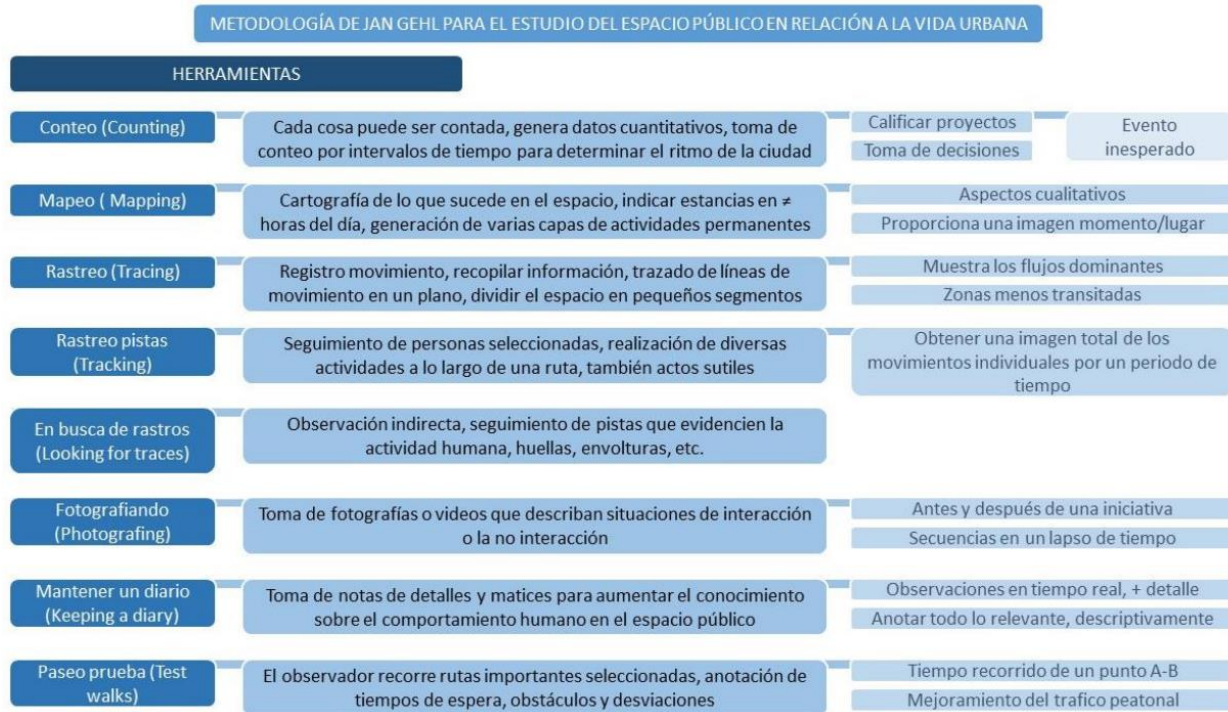 METODOLOGÍA DE JAN GEHL PARA EL ESTUDIO DEL ESPACIO PÚBLICO EN RELACIÓN A LA VIDA URBANA
HERRAMIENTAS
Conteo (Counting)
Cada cosa puede ser contada, genera datos cuantitativos, toma de
conteo por intervalos de tiempo para determinar el ritmo de la ciudad
Calificar proyectos
Toma de decisiones
Evento
inesperado
Mapeo ( Mapping)
Cartografía de lo que sucede en el espacio, indicar estancias en ≠
horas del día, generación de varias capas de actividades permanentes
Aspectos cualitativos
Proporciona una imagen momento/lugar
Rastreo (Tracing)
Registro movimiento, recopilar información, trazado de líneas de
movimiento en un plano, dividir el espacio en pequeños segmentos
Muestra los flujos dominantes
Zonas menos transitadas
Rastreo pistas
(Tracking)
Seguimiento de personas seleccionadas, realización de diversas
actividades a lo largo de una ruta, también actos sutiles
Obtener una imagen total de los
movimientos individuales por un periodo de
tiempo
En busca de rastros
(Looking for traces)
Observación indirecta, seguimiento de pistas que evidencien la
actividad humana, huellas, envolturas, etc.
Fotografiando
(Photografing)
Toma de fotografías o videos que describan situaciones de interacción
o la no interacción
Antes y después de una iniciativa
Secuencias en un lapso de tiempo
Mantener un diario
(Keeping a diary)
Toma de notas de detalles y matices para aumentar el conocimiento
sobre el comportamiento humano en el espacio público
Observaciones en tiempo real, + detalle
Anotar todo lo relevante, descriptivamente
Paseo prueba (Test
walks)
El observador recorre rutas importantes seleccionadas, anotación de
tiempos de espera, obstáculos y desviaciones
Tiempo recorrido de un punto A-B
Mejoramiento del trafico peatonal